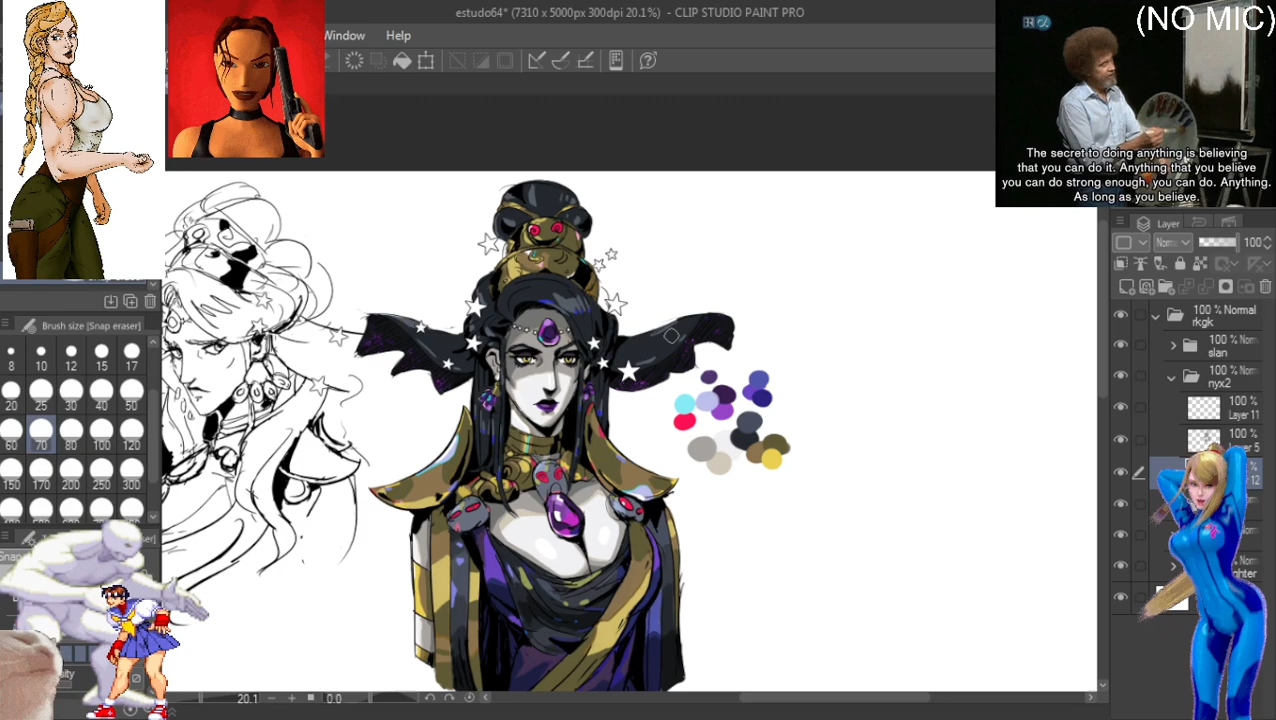 estudo64* (7310 x 5000px 300dpi 20.1%) - CLIP STUDIO PAINT PRO
(NO MIC)
Window Help
The secret to doing anything is believing
that you can do it. Anything that you believe
you can do strong enough, you can do. Anything.
As long as you believe.
Layer
100
100 % Normal
rkgk
slan
nyx2
100 %
Layer 11
100 %
12
Brush size [Snap eraser]
8 10 12 15 17
20 25 30 40 50
60 70 80 100 120
150 170 200 250 300
20.1 0.0